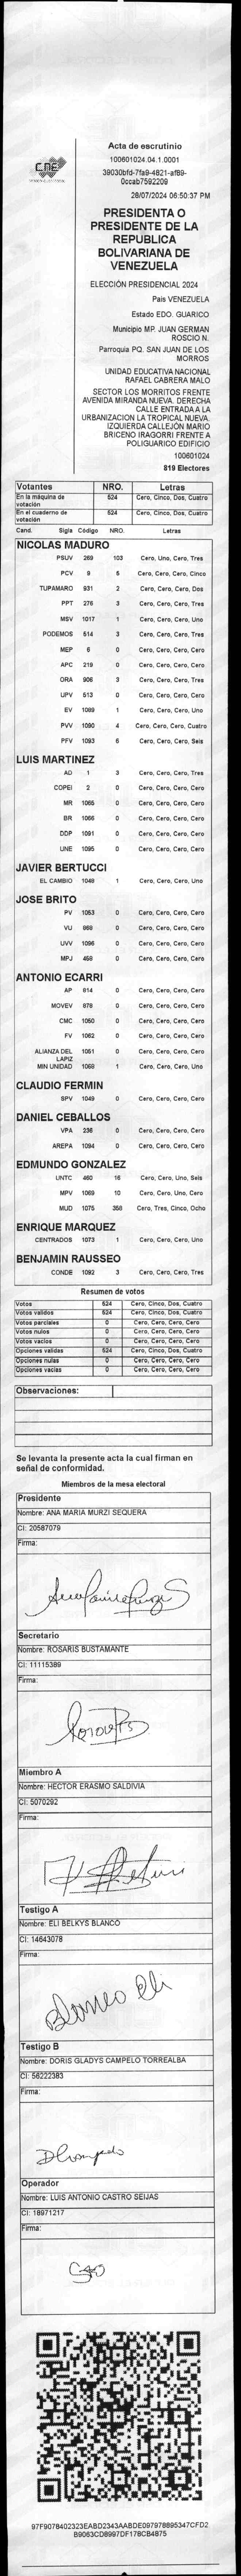 CNE
Acta de escrutinio
100601024.04.1.0001
39030bfd-7fa9-4821-af89-
0ccab7592209
28/07/2024 06:50:37 PM
PRESIDENTA O
PRESIDENTE DE LA
REPUBLICA
BOLIVARIANA DE
VENEZUELA
ELECCIÓN PRESIDENCIAL 2024
Pais VENEZUELA
Estado EDO. GUARICO
Municipio MP. JUAN GERMAN
ROSCIO N.
Parroquia PQ. SAN JUAN DE LOS
MORROS
UNIDAD EDUCATIVA NACIONAL
RAFAEL CABRERA MALO
SECTOR LOS MORRITOS FRENTE
AVENIDA MIRANDA NUEVA. DERECHA
CALLE ENTRADA A LA
URBANIZACION LA TROPICAL NUEVA.
IZQUIERDA CALLEJÓN MARIO
BRICENO IRAGORRI FRENTE A
POLIGUARICO EDIFICIO
100601024
819 Electores
Votantes NRO. Letras
En la máquina de votación 524 Cero, Cinco, Dos, Cuatro
En el cuaderno de votación 524 Cero, Cinco, Dos, Cuatro
Cand. Sigla Código NRO. Letras
NICOLAS MADURO
PSUV 269 103 Cero, Uno, Cero, Tres
PCV 9 5 Cero, Cero, Cero, Cinco
TUPAMARO 931 2 Cero, Cero, Cero, Dos
PPT 276 3 Cero, Cero, Cero, Tres
MSV 1017 1 Cero, Cero, Cero, Uno
PODEMOS 514 3 Cero, Cero, Cero, Tres
MEP 6 0 Cero, Cero, Cero, Cero
APC 219 0 Cero, Cero, Cero, Cero
ORA 906 3 Cero, Cero, Cero, Tres
UPV 513 0 Cero, Cero, Cero, Cero
EV 1089 1 Cero, Cero, Cero, Uno
PVV 1090 4 Cero, Cero, Cero, Cuatro
PFV 1093 6 Cero, Cero, Cero, Seis
LUIS MARTINEZ
AD 1 3 Cero, Cero, Cero, Tres
COPEI 2 0 Cero, Cero, Cero, Cero
MR 1065 0 Cero, Cero, Cero, Cero
BR 1066 0 Cero, Cero, Cero, Cero
DDP 1091 0 Cero, Cero, Cero, Cero
UNE 1095 0 Cero, Cero, Cero, Cero
JAVIER BERTUCCI
EL CAMBIO 1048 1 Cero, Cero, Cero, Uno
JOSE BRITO
PV 1053 0 Cero, Cero, Cero, Cero
VU 868 0 Cero, Cero, Cero, Cero
UVV 1096 0 Cero, Cero, Cero, Cero
MPJ 458 0 Cero, Cero, Cero, Cero
ANTONIO ECARRI
AP 814 0 Cero, Cero, Cero, Cero
MOVEV 878 0 Cero, Cero, Cero, Cero
CMC 1050 0 Cero, Cero, Cero, Cero
FV 1062 0 Cero, Cero, Cero, Cero
ALIANZA DEL LAPIZ 1051 0 Cero, Cero, Cero, Cero
MIN UNIDAD 1068 1 Cero, Cero, Cero, Uno
CLAUDIO FERMIN
SPV 1049 0 Cero, Cero, Cero, Cero
DANIEL CEBALLOS
VPA 236 0 Cero, Cero, Cero, Cero
AREPA 1094 0 Cero, Cero, Cero, Cero
EDMUNDO GONZALEZ
UNTC 460 16 Cero, Cero, Uno, Seis
MPV 1069 10 Cero, Cero, Uno, Cero
MUD 1075 358 Cero, Tres, Cinco, Ocho
ENRIQUE MARQUEZ
CENTRADOS 1073 1 Cero, Cero, Cero, Uno
BENJAMIN RAUSSEO
CONDE 1092 3 Cero, Cero, Cero, Tres
Resumen de votos
Votos 524 Cero, Cinco, Dos, Cuatro
Votos validos 524 Cero, Cinco, Dos, Cuatro
Votos parciales 0 Cero, Cero, Cero, Cero
Votos nulos 0 Cero, Cero, Cero, Cero
Votos vacios 0 Cero, Cero, Cero, Cero
Opciones validas 524 Cero, Cinco, Dos, Cuatro
Opciones nulas 0 Cero, Cero, Cero, Cero
Opciones vacias 0 Cero, Cero, Cero, Cero
Observaciones:
Se levanta la presente acta la cual firman en
señal de conformidad.
Miembros de la mesa electoral
Presidente
Nombre: ANA MARIA MURZI SEQUERA
CI: 20587079
Firma:
Secretario
Nombre: ROSARIS BUSTAMANTE
CI: 11115389
Firma:
Miembro A
Nombre: HECTOR ERASMO SALDIVIA
CI: 5070292
Firma:
Testigo A
Nombre: ELI BELKYS BLANCO
CI: 14643078
Firma:
Blanco Eli
Testigo B
Nombre: DORIS GLADYS CAMPELO TORREALBA
CI: 56222383
Firma:
Operador
Nombre: LUIS ANTONIO CASTRO SEIJAS
CI: 18971217
Firma:
97F9078402323EABD2343AABDE097978895347CFD2
B9063CD8997DF178CB4875